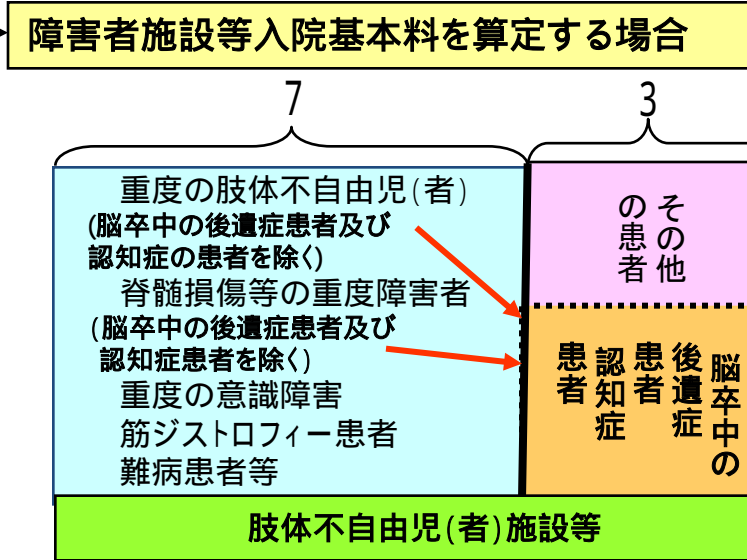 障害者施設等入院基本料を算定する場合
7
3
重度の肢体不自由児(者)
(脳卒中の後遺症患者及び
認知症の患者を除く)
脊髄損傷等の重度障害者
(脳卒中の後遺症患者及び
認知症患者を除く)
重度の意識障害
筋ジストロフィー患者
難病患者等
その他
の患者
脳卒中の
後遺症
患者
認知症
患者
肢体不自由児(者)施設等